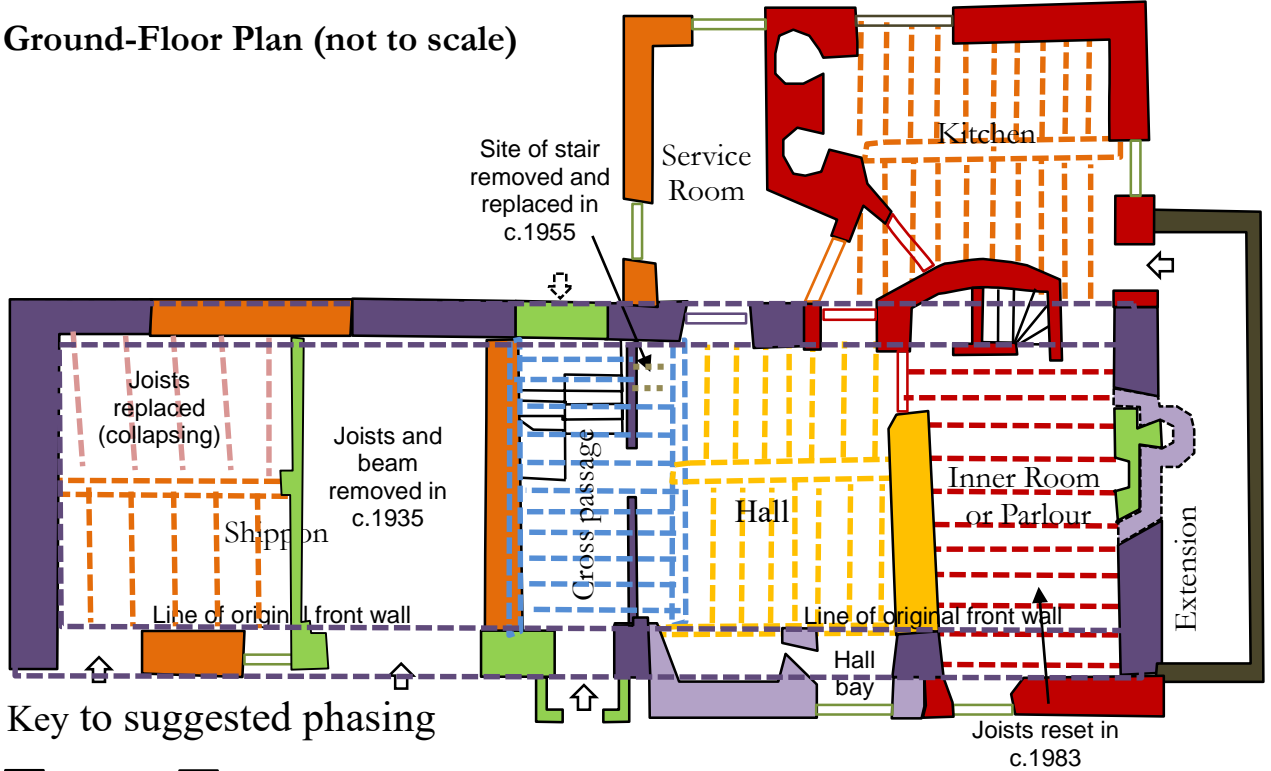 Ground-Floor Plan (not to scale)
Kitchen
Site of stair
removed and
replaced in
c.1955
Service
Room
Joists
replaced
(collapsing)
Joists and
beam
removed in
c.1935
Shippon
Cross passage
Hall
Inner Room
or Parlour
Extension
Line of original front wall
Line of original front wall
Hall
bay
Key to suggested phasing
Joists reset in
c.1983